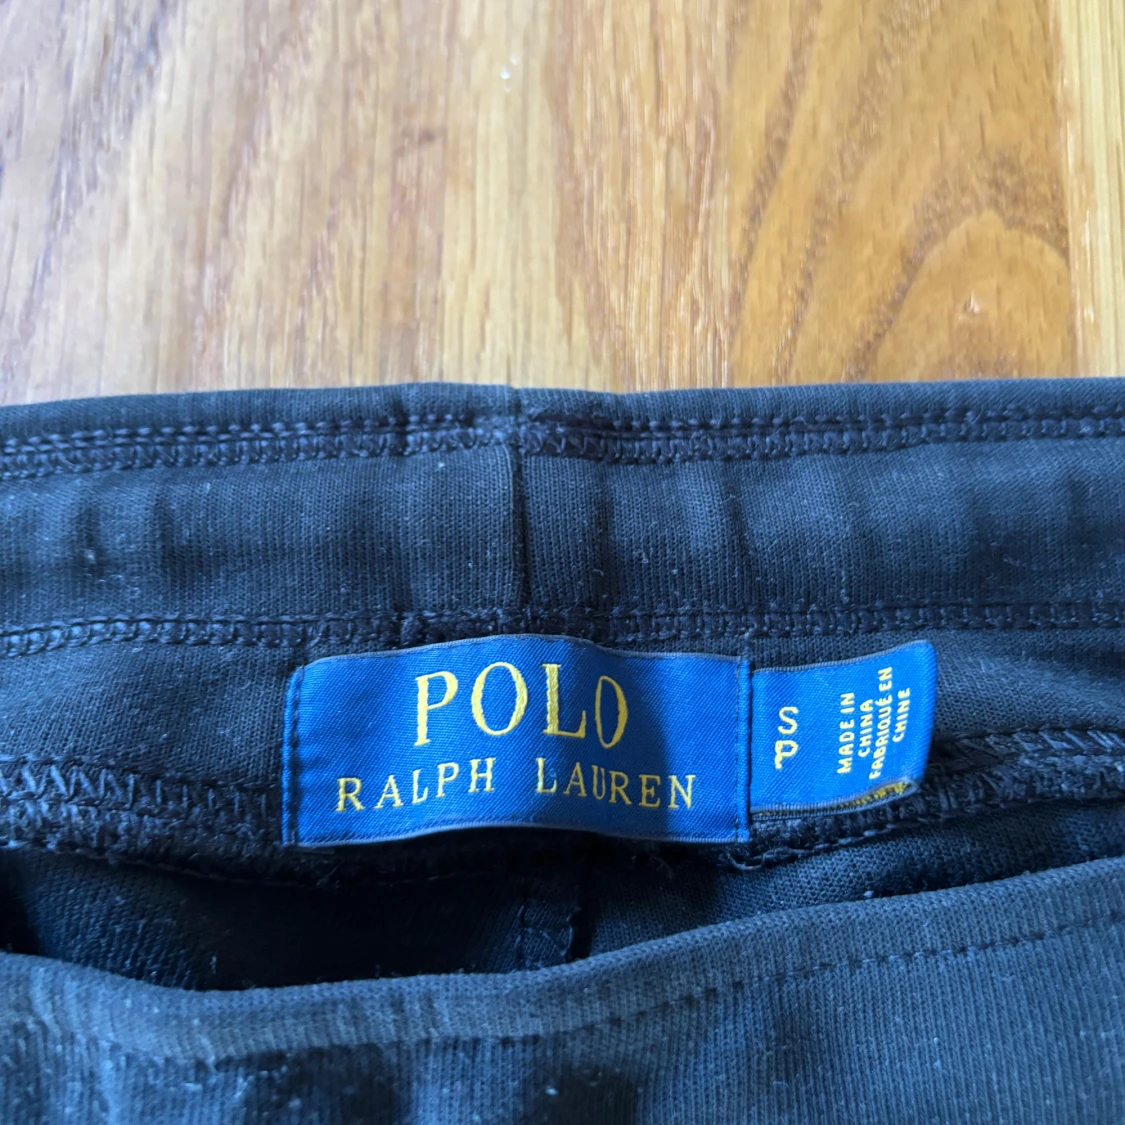 POLO
RALPH LAUREN
S
P
MADE IN
CHINA
FABRIQUÉ EN
CHINE